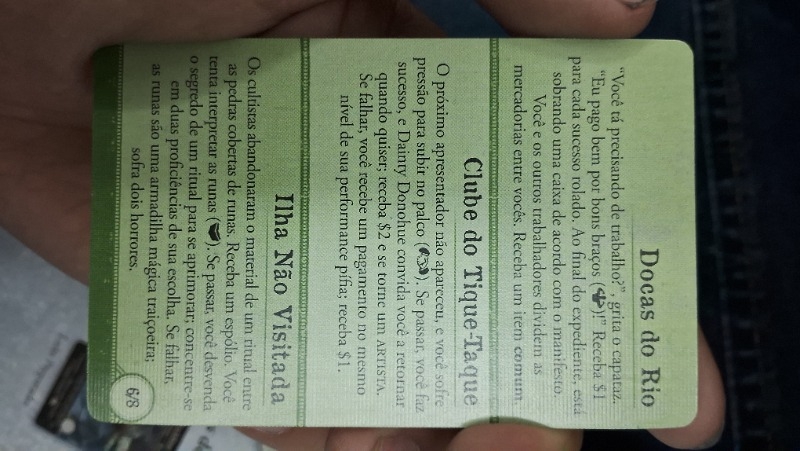 Docas do Rio
“Você tá precisando de trabalho?”, grita o capataz.
“Eu pago bem por bons braços ( )!” Receba $1
para cada sucesso rolado. Ao final do expediente, está
sobrando uma caixa de acordo com o manifesto.
Você e os outros trabalhadores dividem as
mercadorias entre vocês. Receba um item comum.
Clube do Tique-Taque
O próximo apresentador não apareceu, e você sofre
pressão para subir no palco ( ). Se passar, você faz
sucesso, e Dainty Donohue convida você a retornar
quando quiser; receba $2 e se torne um ARTISTA.
Se falhar, você recebe um pagamento no mesmo
nível de sua performance pífia; receba $1.
Ilha Não Visitada
Os cultistas abandonaram o material de um ritual entre
as pedras cobertas de runas. Receba um espólio. Você
tenta interpretar as runas ( ). Se passar, você desvenda
o segredo de um ritual para se aprimorar; concentre-se
em duas proficiências de sua escolha. Se falhar,
as runas são uma armadilha mágica traiçoeira;
sofra dois horrores.
6/8